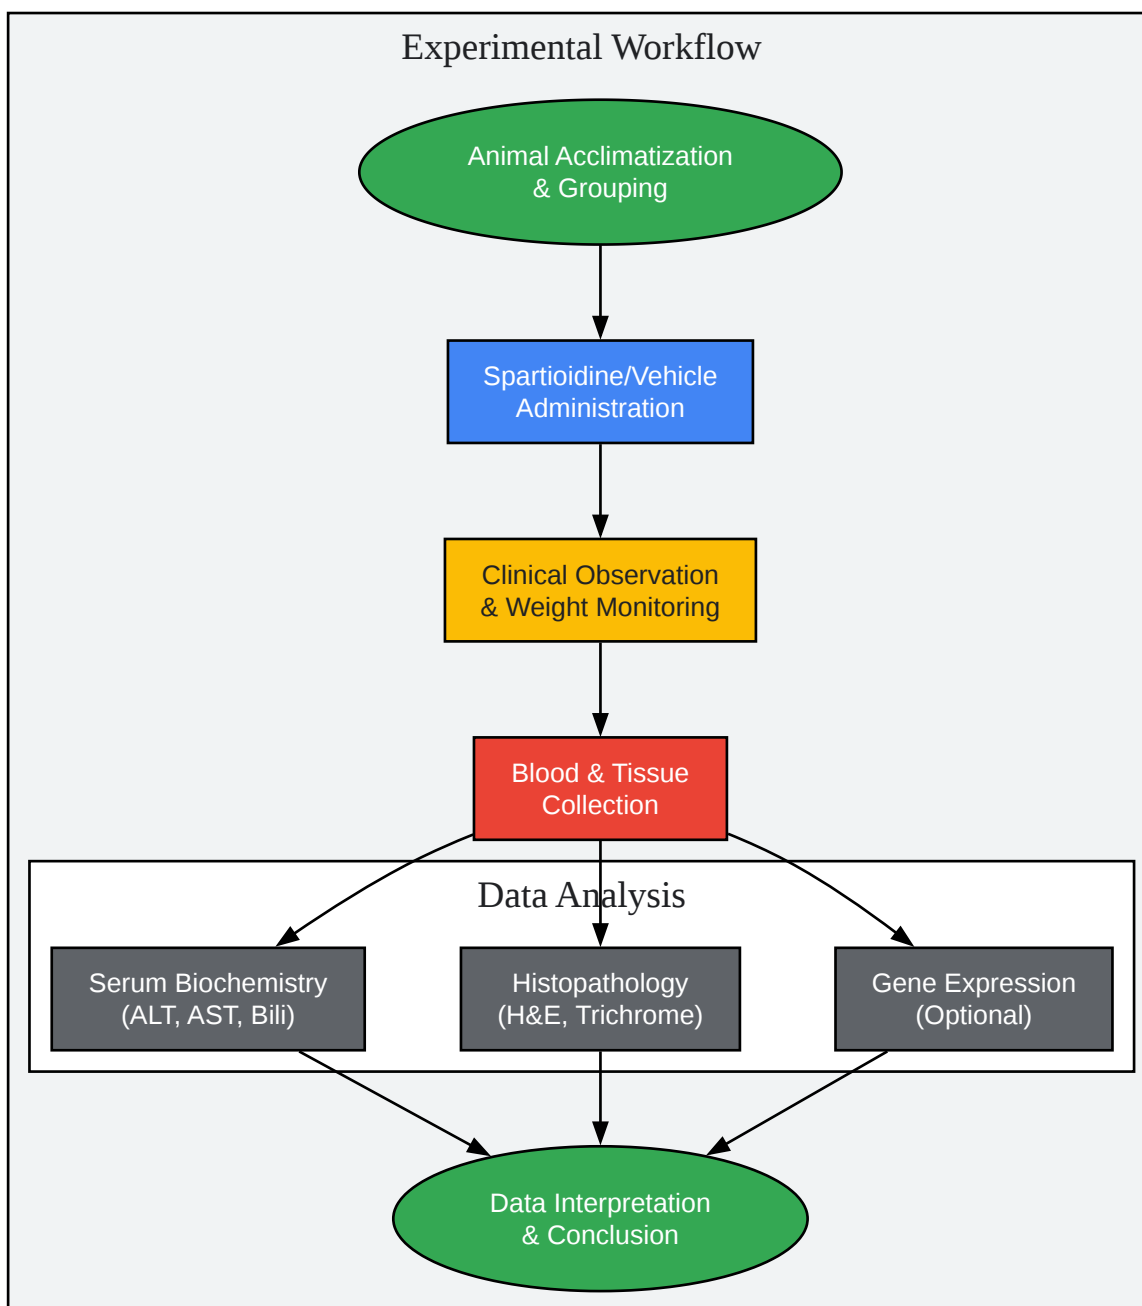 Experimental Workflow
Animal Acclimatization
& Grouping
Spartioidine/Vehicle
Administration
Clinical Observation
& Weight Monitoring
Blood & Tissue
Collection
Data Analysis
Serum Biochemistry
(ALT, AST, Bili)
Histopathology
(H&E, Trichrome)
Gene Expression
(Optional)
Data Interpretation
& Conclusion